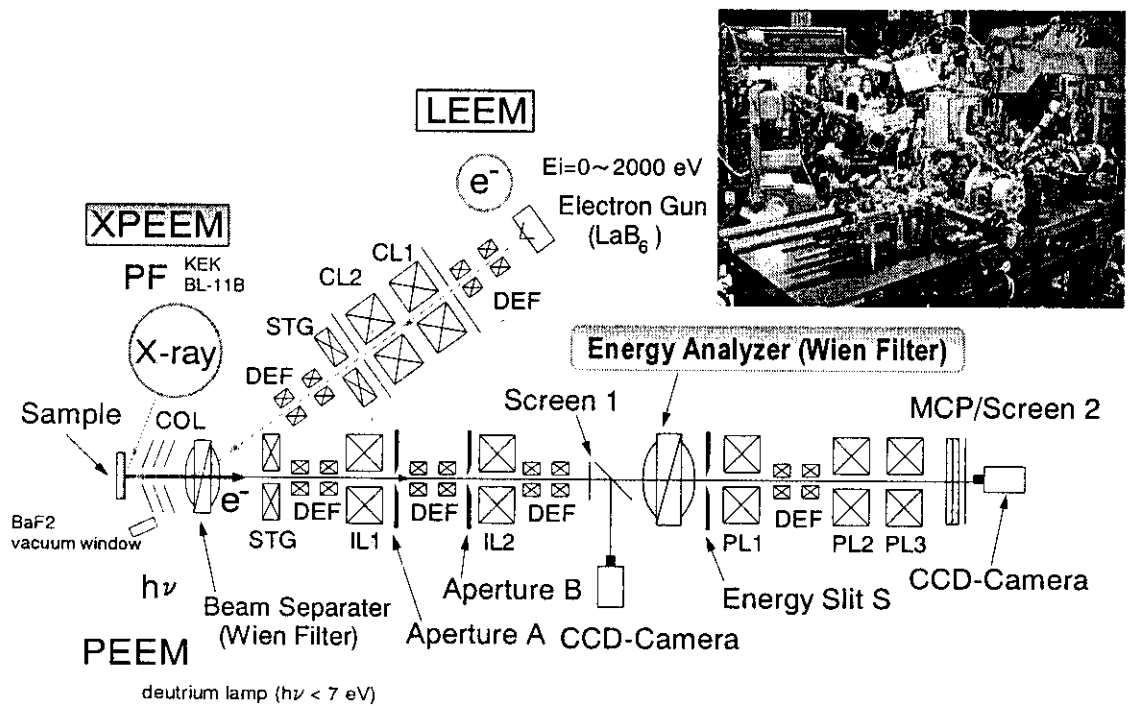 LEEM
e-
Ei=0~2000 eV
Electron Gun
(LaB6)
XPEEM
PF KEK
BL-11B
X-ray
CL1
CL2
DEF
STG
DEF
Energy Analyzer (Wien Filter)
Sample
COL
Screen 1
MCP/Screen 2
e-
DEF
DEF
DEF
DEF
STG
IL1
IL2
PL1
PL2
PL3
BaF2
vacuum window
hν
Beam Separater
(Wien Filter)
Aperture A
Aperture B
CCD-Camera
Energy Slit S
CCD-Camera
PEEM
deutrium lamp (hν < 7 eV)